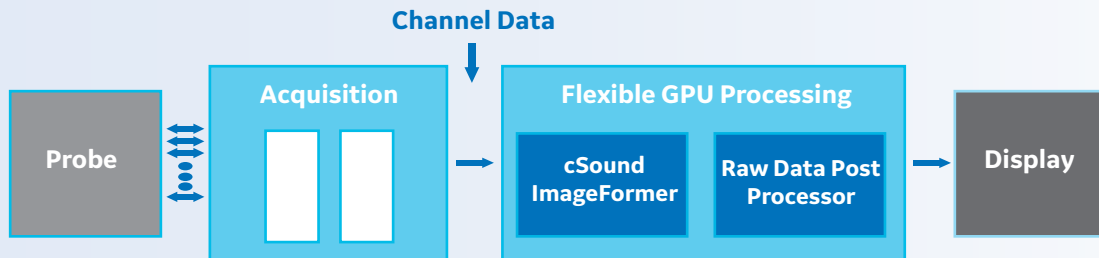 Channel Data
Probe
Acquisition
Flexible GPU Processing
cSound
ImageFormer
Raw Data Post
Processor
Display